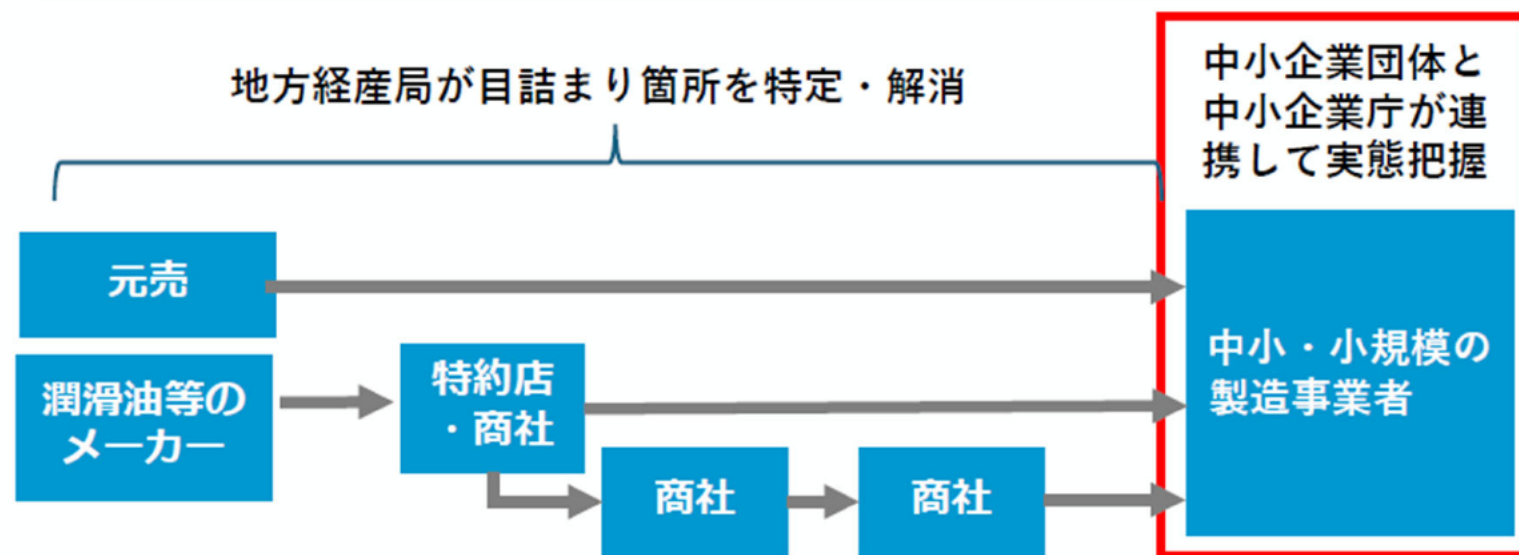 地方経産局が目詰まり箇所を特定・解消
中小企業団体と
中小企業庁が連
携して実態把握
元売
潤滑油等の
メーカー
特約店
・商社
商社
商社
中小・小規模の
製造事業者